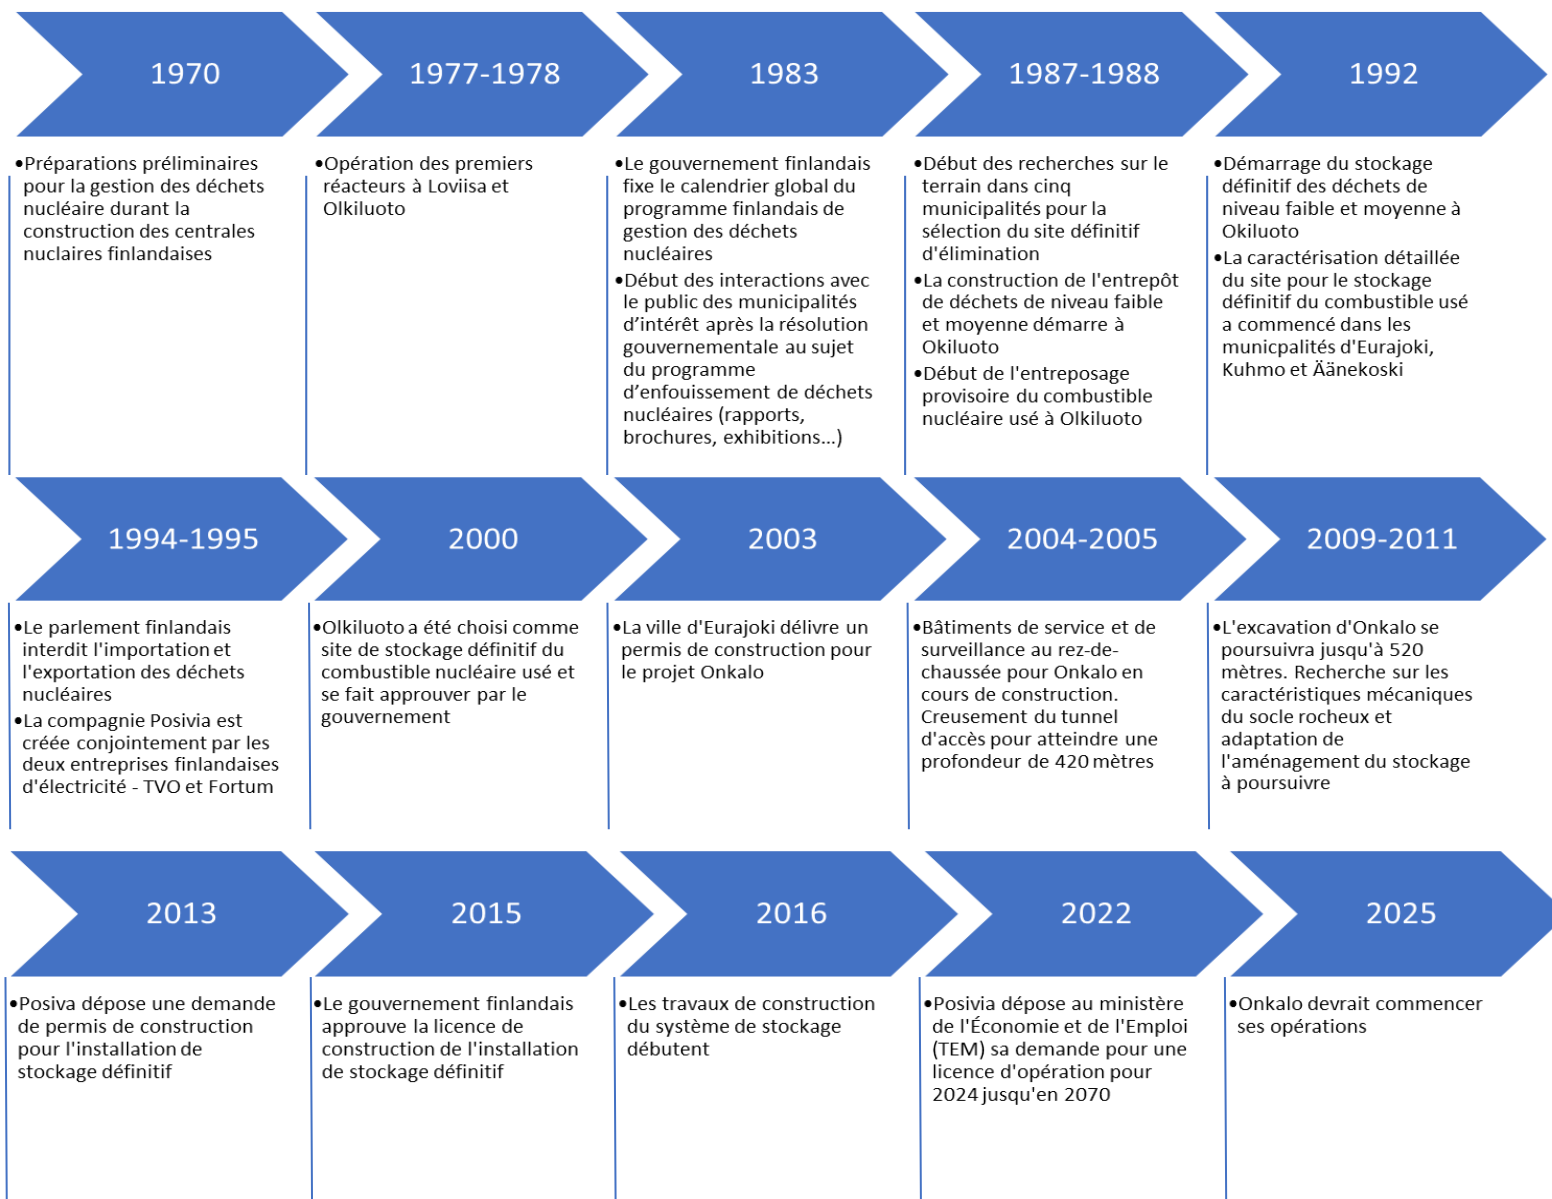 1970
•Préparations préliminaires
pour la gestion des déchets
nucléaire durant la
construction des centrales
nuclaires finlandaises
1977-1978
•Opération des premiers
réacteurs à Loviisa et
Olkiluoto
1983
•Le gouvernement finlandais
fixe le calendrier global du
programme finlandais de
gestion des déchets
nucléaires
•Début des interactions avec
le public des municipalités
d’intérêt après la résolution
gouvernementale au sujet
du programme
d’enfouissement de déchets
nucléaires (rapports,
brochures, exhibitions…)
1987-1988
•Début des recherches sur le
terrain dans cinq
municipalités pour la
sélection du site définitif
d'élimination
•La construction de l'entrepôt
de déchets de niveau faible
et moyenne démarre à
Okiluoto
•Début de l'entreposage
provisoire du combustible
nucléaire usé à Olkiluoto
1992
•Démarrage du stockage
définitif des déchets de
niveau faible et moyenne à
Okiluoto
•La caractérisation détaillée
du site pour le stockage
définitif du combustible usé
a commencé dans les
municpalités d'Eurajoki,
Kuhmo et Äänekoski
1994-1995
•Le parlement finlandais
interdit l'importation et
l'exportation des déchets
nucléaires
•La compagnie Posivia est
créée conjointement par les
deux entreprises finlandaises
d'électricité - TVO et Fortum
2000
•Olkiluoto a été choisi comme
site de stockage définitif du
combustible nucléaire usé et
se fait approuver par le
gouvernement
2003
•La ville d'Eurajoki délivre un
permis de construction pour
le projet Onkalo
2004-2005
•Bâtiments de service et de
surveillance au rez-de-
chaussée pour Onkalo en
cours de construction.
Creusement du tunnel
d'accès pour atteindre une
profondeur de 420 mètres
2009-2011
•L'excavation d'Onkalo se
poursuivra jusqu'à 520
mètres. Recherche sur les
caractéristiques mécaniques
du socle rocheux et
adaptation de
l'aménagement du stockage
à poursuivre
2013
•Posiva dépose une demande
de permis de construction
pour l'installation de
stockage définitif
2015
•Le gouvernement finlandais
approuve la licence de
construction de l'installation
de stockage définitif
2016
•Les travaux de construction
du système de stockage
débutent
2022
•Posivia dépose au ministère
de l'Économie et de l'Emploi
(TEM) sa demande pour une
licence d'opération pour
2024 jusqu'en 2070
2025
•Onkalo devrait commencer
ses opérations